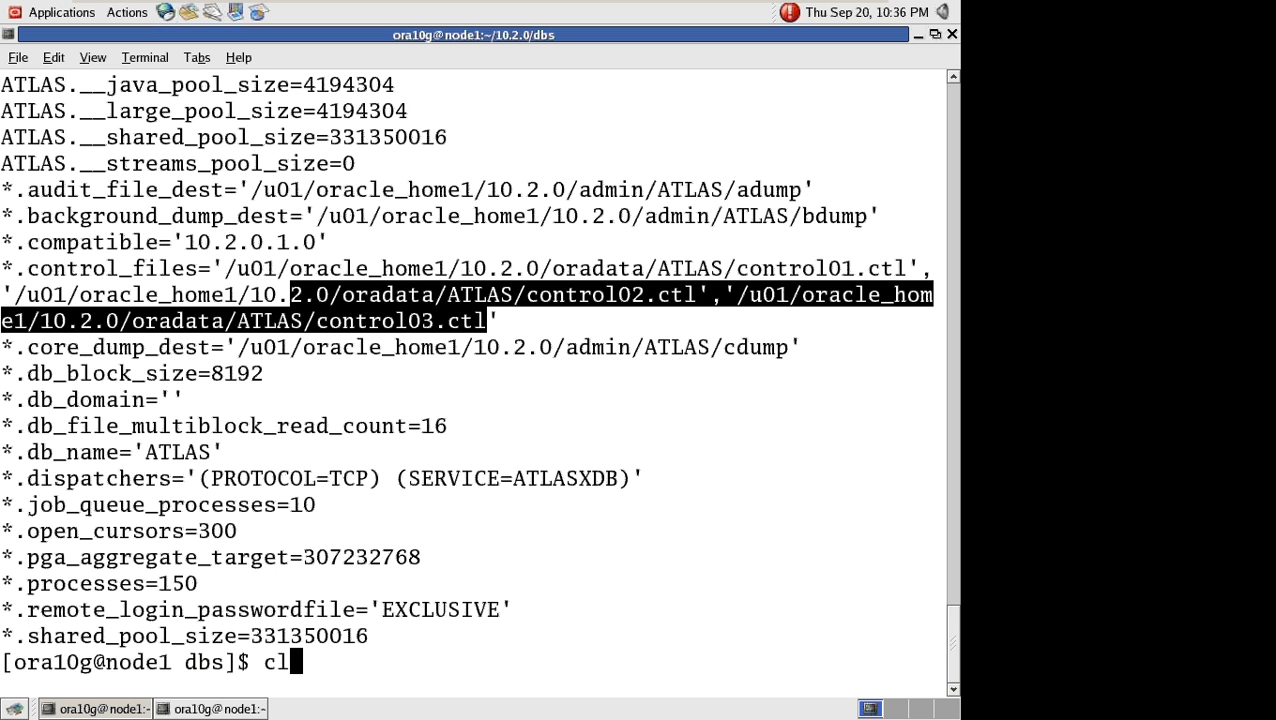 Applications Actions Thu Sep 20, 10:36 PM
ora10g@node1:~/10.2.0/dbs
File Edit View Terminal Tabs Help
ATLAS.__java_pool_size=4194304
ATLAS.__large_pool_size=4194304
ATLAS.__shared_pool_size=331350016
ATLAS.__streams_pool_size=0
*.audit_file_dest='/u01/oracle_home1/10.2.0/admin/ATLAS/adump'
*.background_dump_dest='/u01/oracle_home1/10.2.0/admin/ATLAS/bdump'
*.compatible='10.2.0.1.0'
*.control_files='/u01/oracle_home1/10.2.0/oradata/ATLAS/control01.ctl',
'/u01/oracle_home1/10.2.0/oradata/ATLAS/control02.ctl','/u01/oracle_hom
e1/10.2.0/oradata/ATLAS/control03.ctl'
*.core_dump_dest='/u01/oracle_home1/10.2.0/admin/ATLAS/cdump'
*.db_block_size=8192
*.db_domain=''
*.db_file_multiblock_read_count=16
*.db_name='ATLAS'
*.dispatchers='(PROTOCOL=TCP) (SERVICE=ATLASXDB)'
*.job_queue_processes=10
*.open_cursors=300
*.pga_aggregate_target=307232768
*.processes=150
*.remote_login_passwordfile='EXCLUSIVE'
*.shared_pool_size=331350016
[ora10g@node1 dbs]$ cl
ora10g@node1:~ ora10g@node1:~